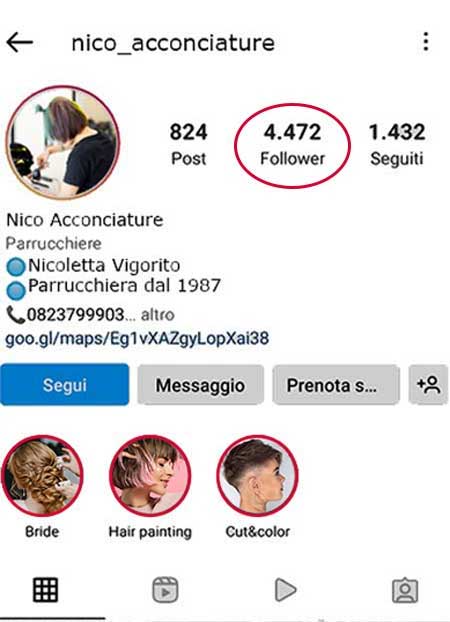 nico_acconciature
824 4.472 1.432
Post Follower Seguiti
Nico Acconciature
Parrucchiere
Nicoletta Vigorito
Parrucchiera dal 1987
0823799903... altro
goo.gl/maps/Eg1vXAZgyLopXai38
Segui Messaggio Prenota s...
Bride Hair painting Cut&color